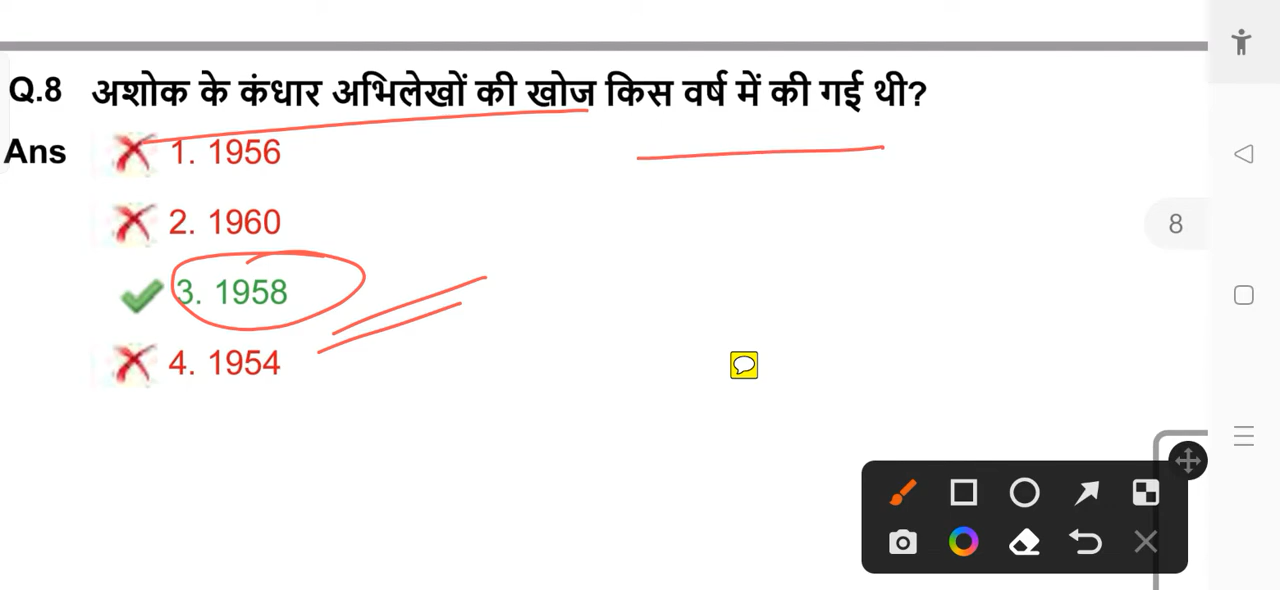 Q.8 अशोक के कंधार अभिलेखों की खोज किस वर्ष में की गई थी?
Ans 1. 1956
2. 1960
3. 1958
4. 1954
8